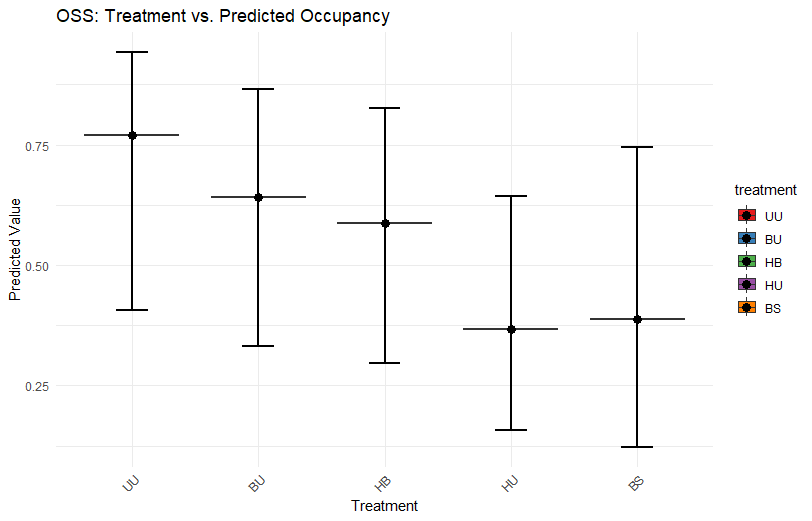 OSS: Treatment vs. Predicted Occupancy
Predicted Value
0.75
0.50
0.25
UU
BU
HB
HU
BS
Treatment
treatment
UU
BU
HB
HU
BS